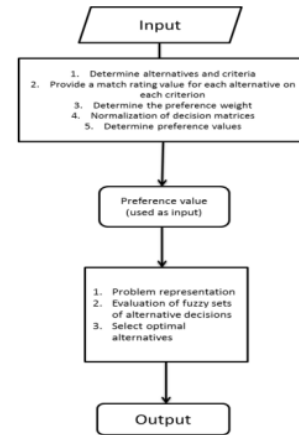 Input
1. Determine alternatives and criteria
2. Provide a match rating value for each alternative on
each criterion
3. Determine the preference weight
4. Normalization of decision matrices
5. Determine preference values
Preference value
(used as input)
1. Problem representation
2. Evaluation of fuzzy sets
of alternative decisions
3. Select optimal
alternatives
Output